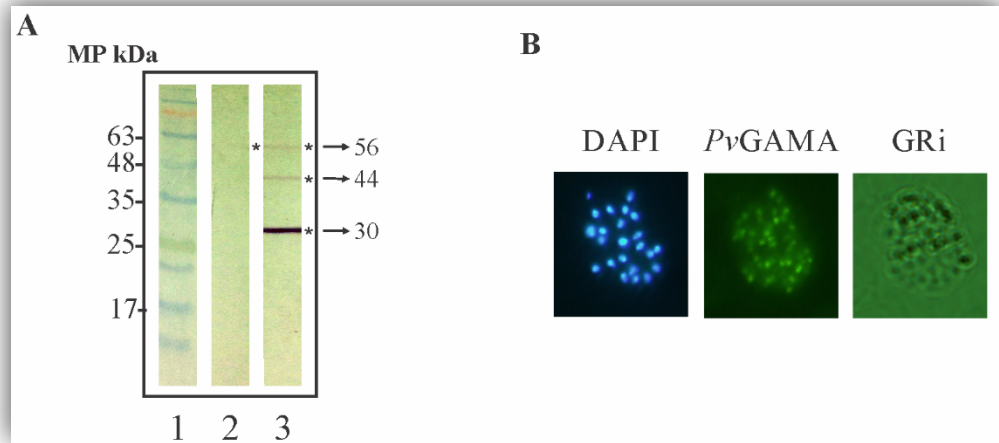 A
MP kDa
63
48
35
25
17
* * → 56
* → 44
* → 30
1 2 3
B
DAPI PvGAMA GRi